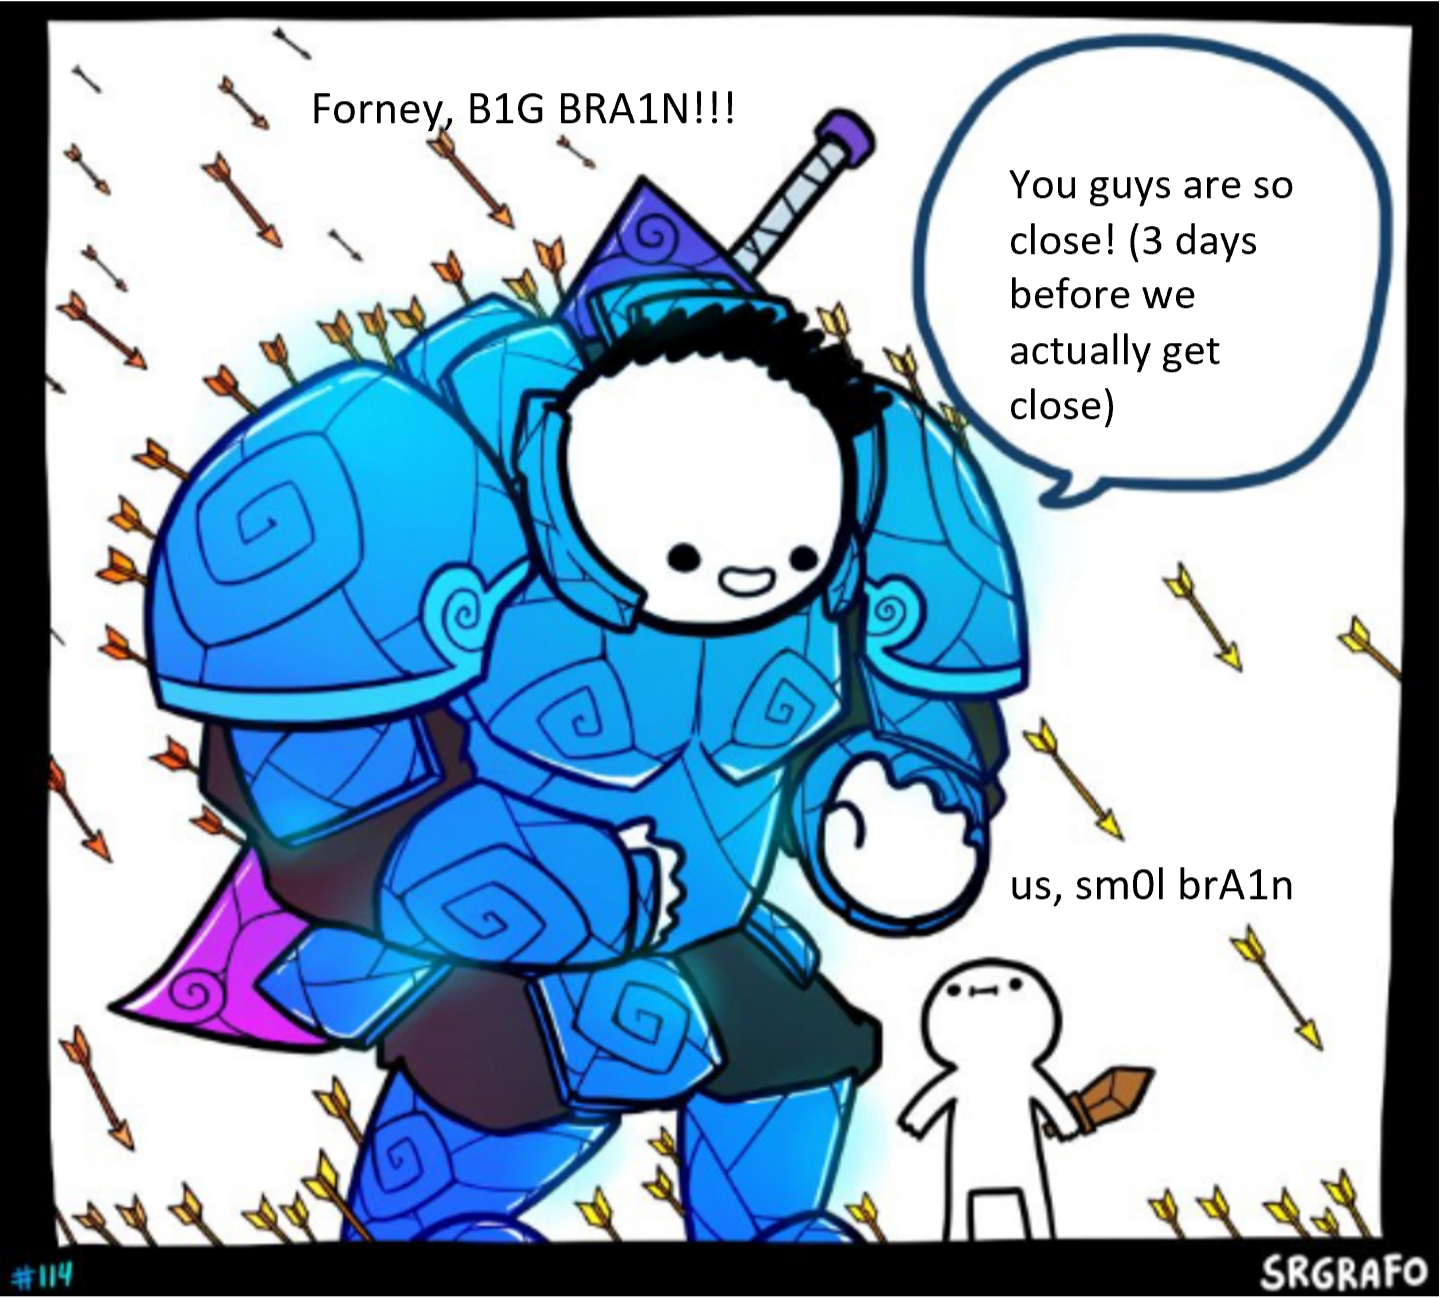 Forney, B1G BRA1N!!!
You guys are so
close! (3 days
before we
actually get
close)
us, sm0l brA1n
#114
SRGRAFO